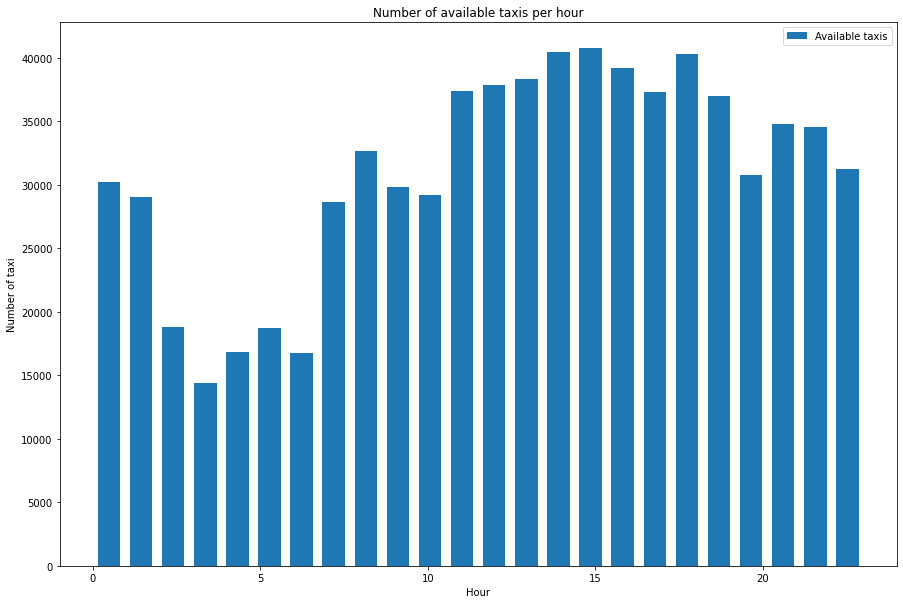 Number of available taxis per hour
Available taxis
40000
35000
30000
25000
20000
15000
10000
5000
0
Number of taxi
0 5 10 15 20
Hour